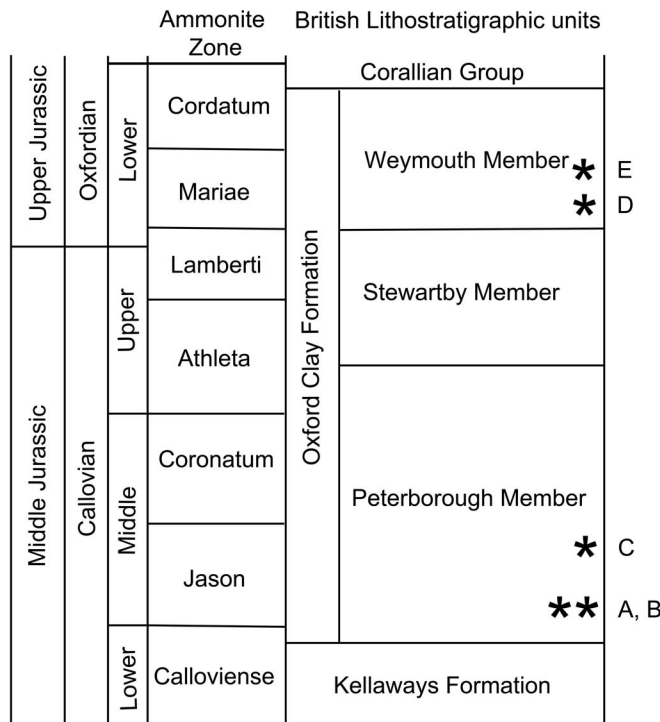 Ammonite
Zone
British Lithostratigraphic units
Upper Jurassic
Oxfordian
Lower
Cordatum
Mariae
Corallian Group
Weymouth Member * E
* D
Middle Jurassic
Callovian
Upper
Lamberti
Athleta
Oxford Clay Formation
Stewartby Member
Middle
Coronatum
Jason
Peterborough Member
* C
** A, B
Lower
Calloviense
Kellaways Formation